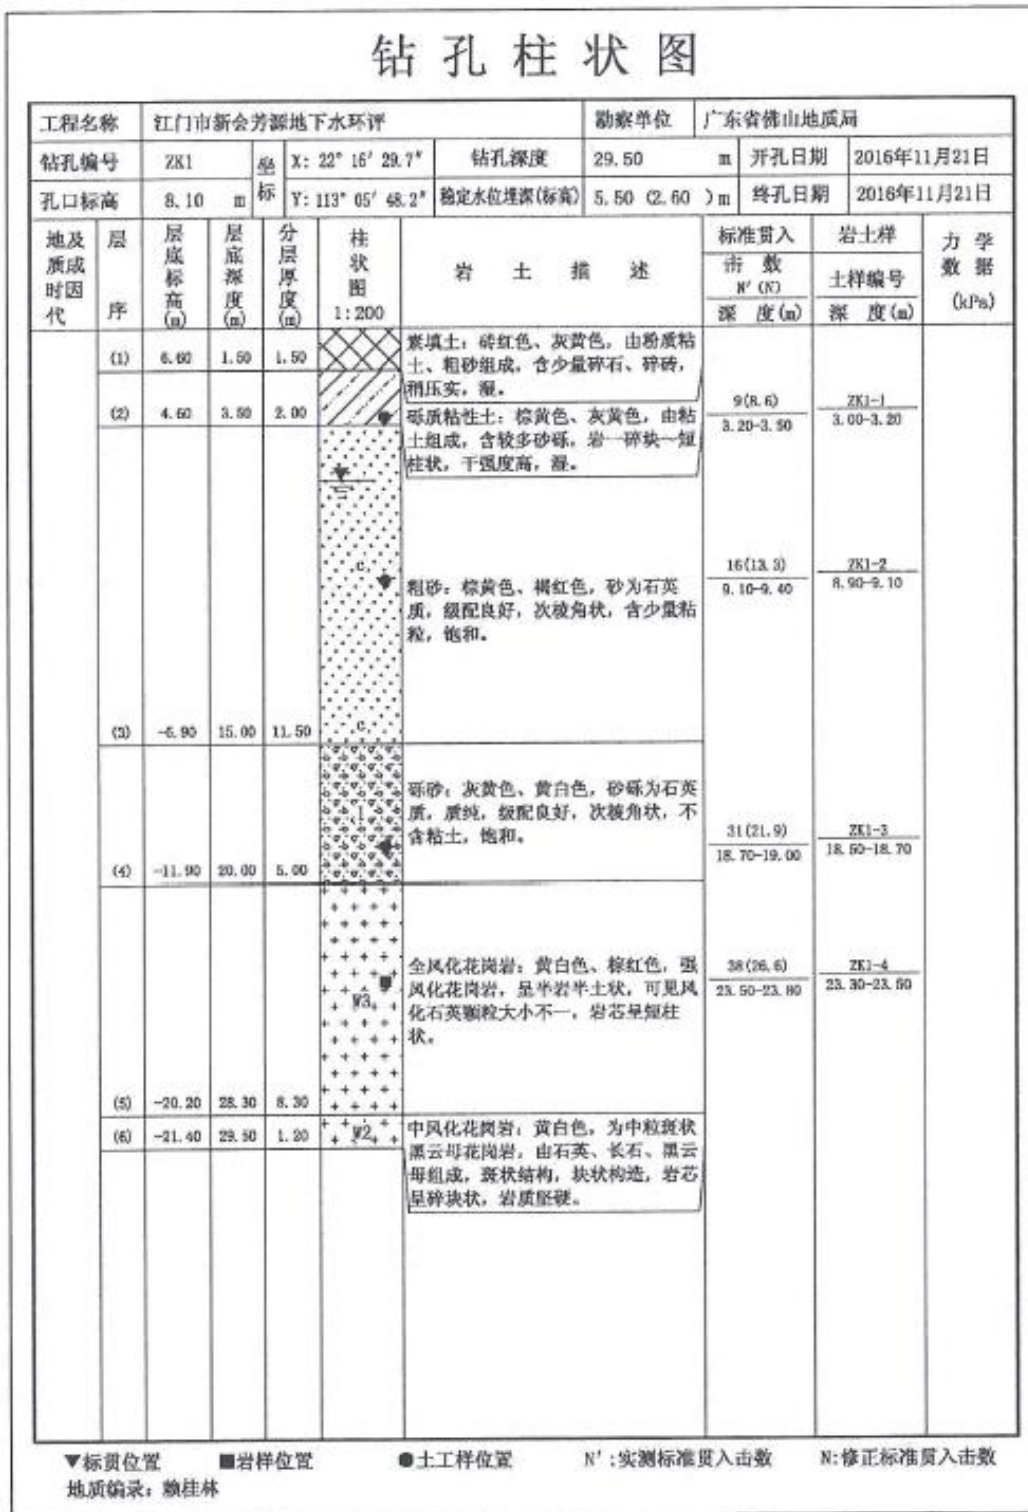 钻孔柱状图
工程名称 江门市新会芳源地下水环评 勘察单位 广东省佛山地质局
钻孔编号 ZK1 坐标 X: 22° 16′ 29.7″ 钻孔深度 29.50 m 开孔日期 2016年11月21日
孔口标高 8.10 m Y: 113° 05′ 48.2″ 稳定水位埋深(标高) 5.50 (2.60 )m 终孔日期 2016年11月21日
地质时代及成因 层序 层底标高(m) 层底深度(m) 分层厚度(m) 柱状图 1:200 岩土描述 标准贯入 击数 N'(N) 深度(m) 岩土样 土样编号 深度(m) 力学数据 (kPa)
(1) 6.60 1.50 1.50
素填土：砖红色、灰黄色，由粉质粘
土、粗砂组成，含少量碎石、碎砖，
稍压实，湿。
(2) 4.60 3.50 2.00
砾质粘性土：棕黄色、灰黄色，由粘
土组成，含较多砂砾，岩一碎块～短
柱状，干强度高，湿。
9(8.6) ZK1-1
3.20-3.50 3.00-3.20
c
粗砂：棕黄色、褐红色，砂为石英
质，级配良好，次棱角状，含少量粘
粒，饱和。
16(13.3) ZK1-2
9.10-9.40 8.90-9.10
(3) -6.90 15.00 11.50 c
砾砂：灰黄色、黄白色，砂砾为石英
质，质纯，级配良好，次棱角状，不
含粘土，饱和。
31(21.9) ZK1-3
18.70-19.00 18.50-18.70
(4) -11.90 20.00 5.00
全风化花岗岩：黄白色、棕红色，强
风化花岗岩，呈半岩半土状，可见风
化石英颗粒大小不一，岩芯呈短柱
状。
38(26.6) ZK1-4
23.50-23.80 23.30-23.50
W3
(5) -20.20 28.30 8.30
(6) -21.40 29.50 1.20 W2
中风化花岗岩：黄白色，为中粒斑状
黑云母花岗岩，由石英、长石、黑云
母组成，斑状结构，块状构造，岩芯
呈碎块状，岩质坚硬。
▼标贯位置 ■岩样位置 ●土工样位置 N':实测标准贯入击数 N:修正标准贯入击数
地质编录：赖桂林